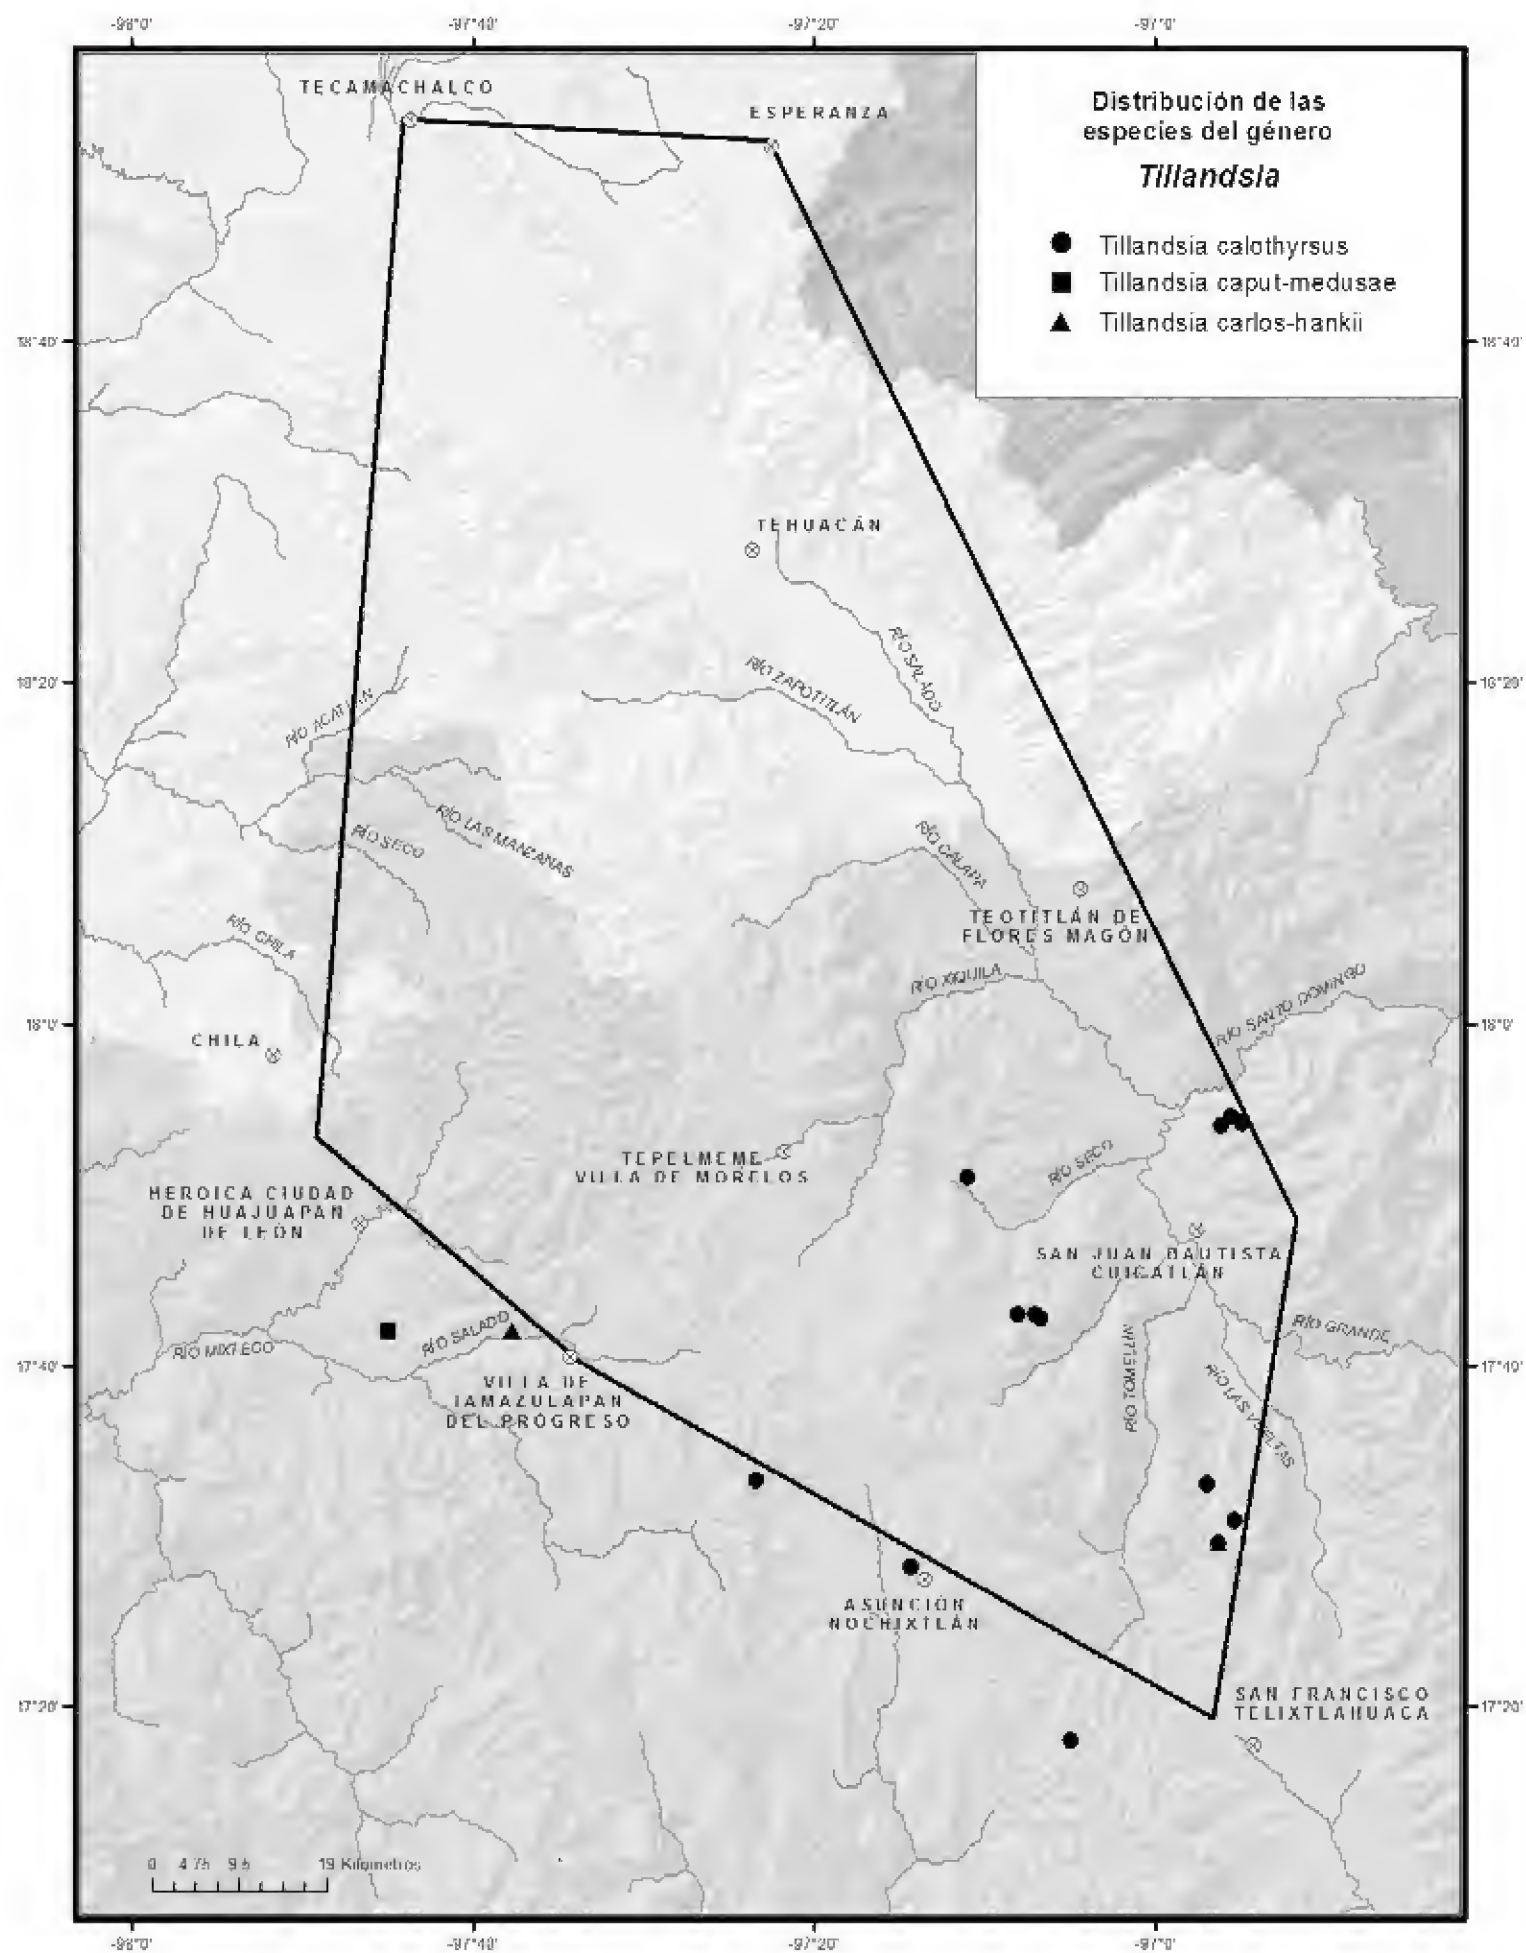 -98°0' -97°40' -97°20' -97°0'
TECAMACHALCO
ESPERANZA
Distribución de las
especies del género
Tillandsia
Tillandsia calothyrsus
Tillandsia caput-medusae
Tillandsia carlos-hankii
18°40' 18°40'
TEHUACÁN
RÍO SALADO
RÍO ZAPOTITLÁN
18°20' 18°20'
RÍO ACATLÁN
RÍO LAS MANZANAS
RÍO SECO
RÍO CALAPA
TEOTITLÁN DE
FLORES MAGÓN
RÍO CHILA
RÍO XIQUILA
RÍO SANTO DOMINGO
18°0' 18°0'
CHILA
TEPELMEME
VILLA DE MORELOS
RÍO SECO
HEROICA CIUDAD
DE HUAJUAPAN
DE LEÓN
SAN JUAN BAUTISTA
CUICATLÁN
RÍO SALADO
RÍO MIXTECO
RÍO GRANDE
RÍO TOMELLÍN
17°40' 17°40'
RÍO LAS VUELTAS
VILLA DE
TAMAZULAPAN
DEL PROGRESO
ASUNCIÓN
NOCHIXTLÁN
SAN FRANCISCO
TELIXTLAHUACA
17°20' 17°20'
0 4.75 9.5 19 Kilometros
-98°0' -97°40' -97°20' -97°0'